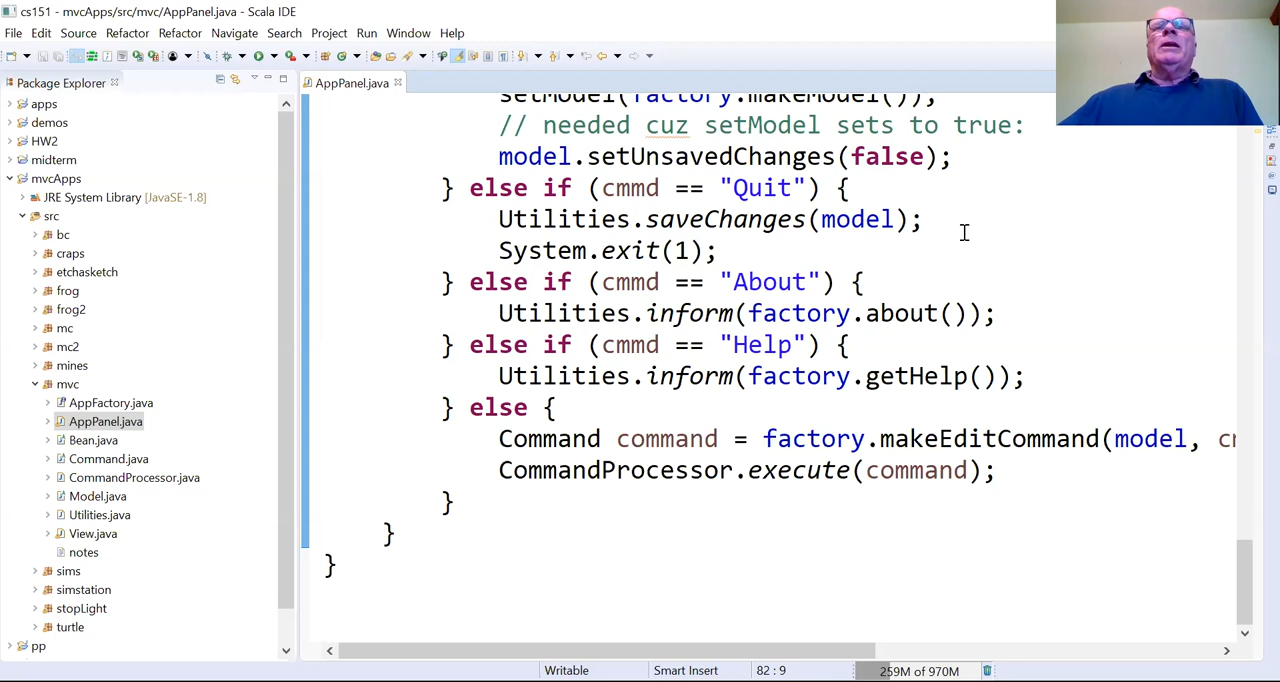 cs151 - mvcApps/src/mvc/AppPanel.java - Scala IDE
File Edit Source Refactor Refactor Navigate Search Project Run Window Help
Package Explorer
AppPanel.java
apps
demos
HW2
midterm
mvcApps
JRE System Library [JavaSE-1.8]
src
bc
craps
etchasketch
frog
frog2
mc
mc2
mines
mvc
AppFactory.java
AppPanel.java
Bean.java
Command.java
CommandProcessor.java
Model.java
Utilities.java
View.java
notes
sims
simstation
stopLight
turtle
pp
setModel(factory.makeModel());
// needed cuz setModel sets to true:
model.setUnsavedChanges(false);
} else if (cmmd == "Quit") {
Utilities.saveChanges(model);
System.exit(1);
} else if (cmmd == "About") {
Utilities.inform(factory.about());
} else if (cmmd == "Help") {
Utilities.inform(factory.getHelp());
} else {
Command command = factory.makeEditCommand(model,
CommandProcessor.execute(command);
}
}
}
Writable Smart Insert 82 : 9 259M of 970M